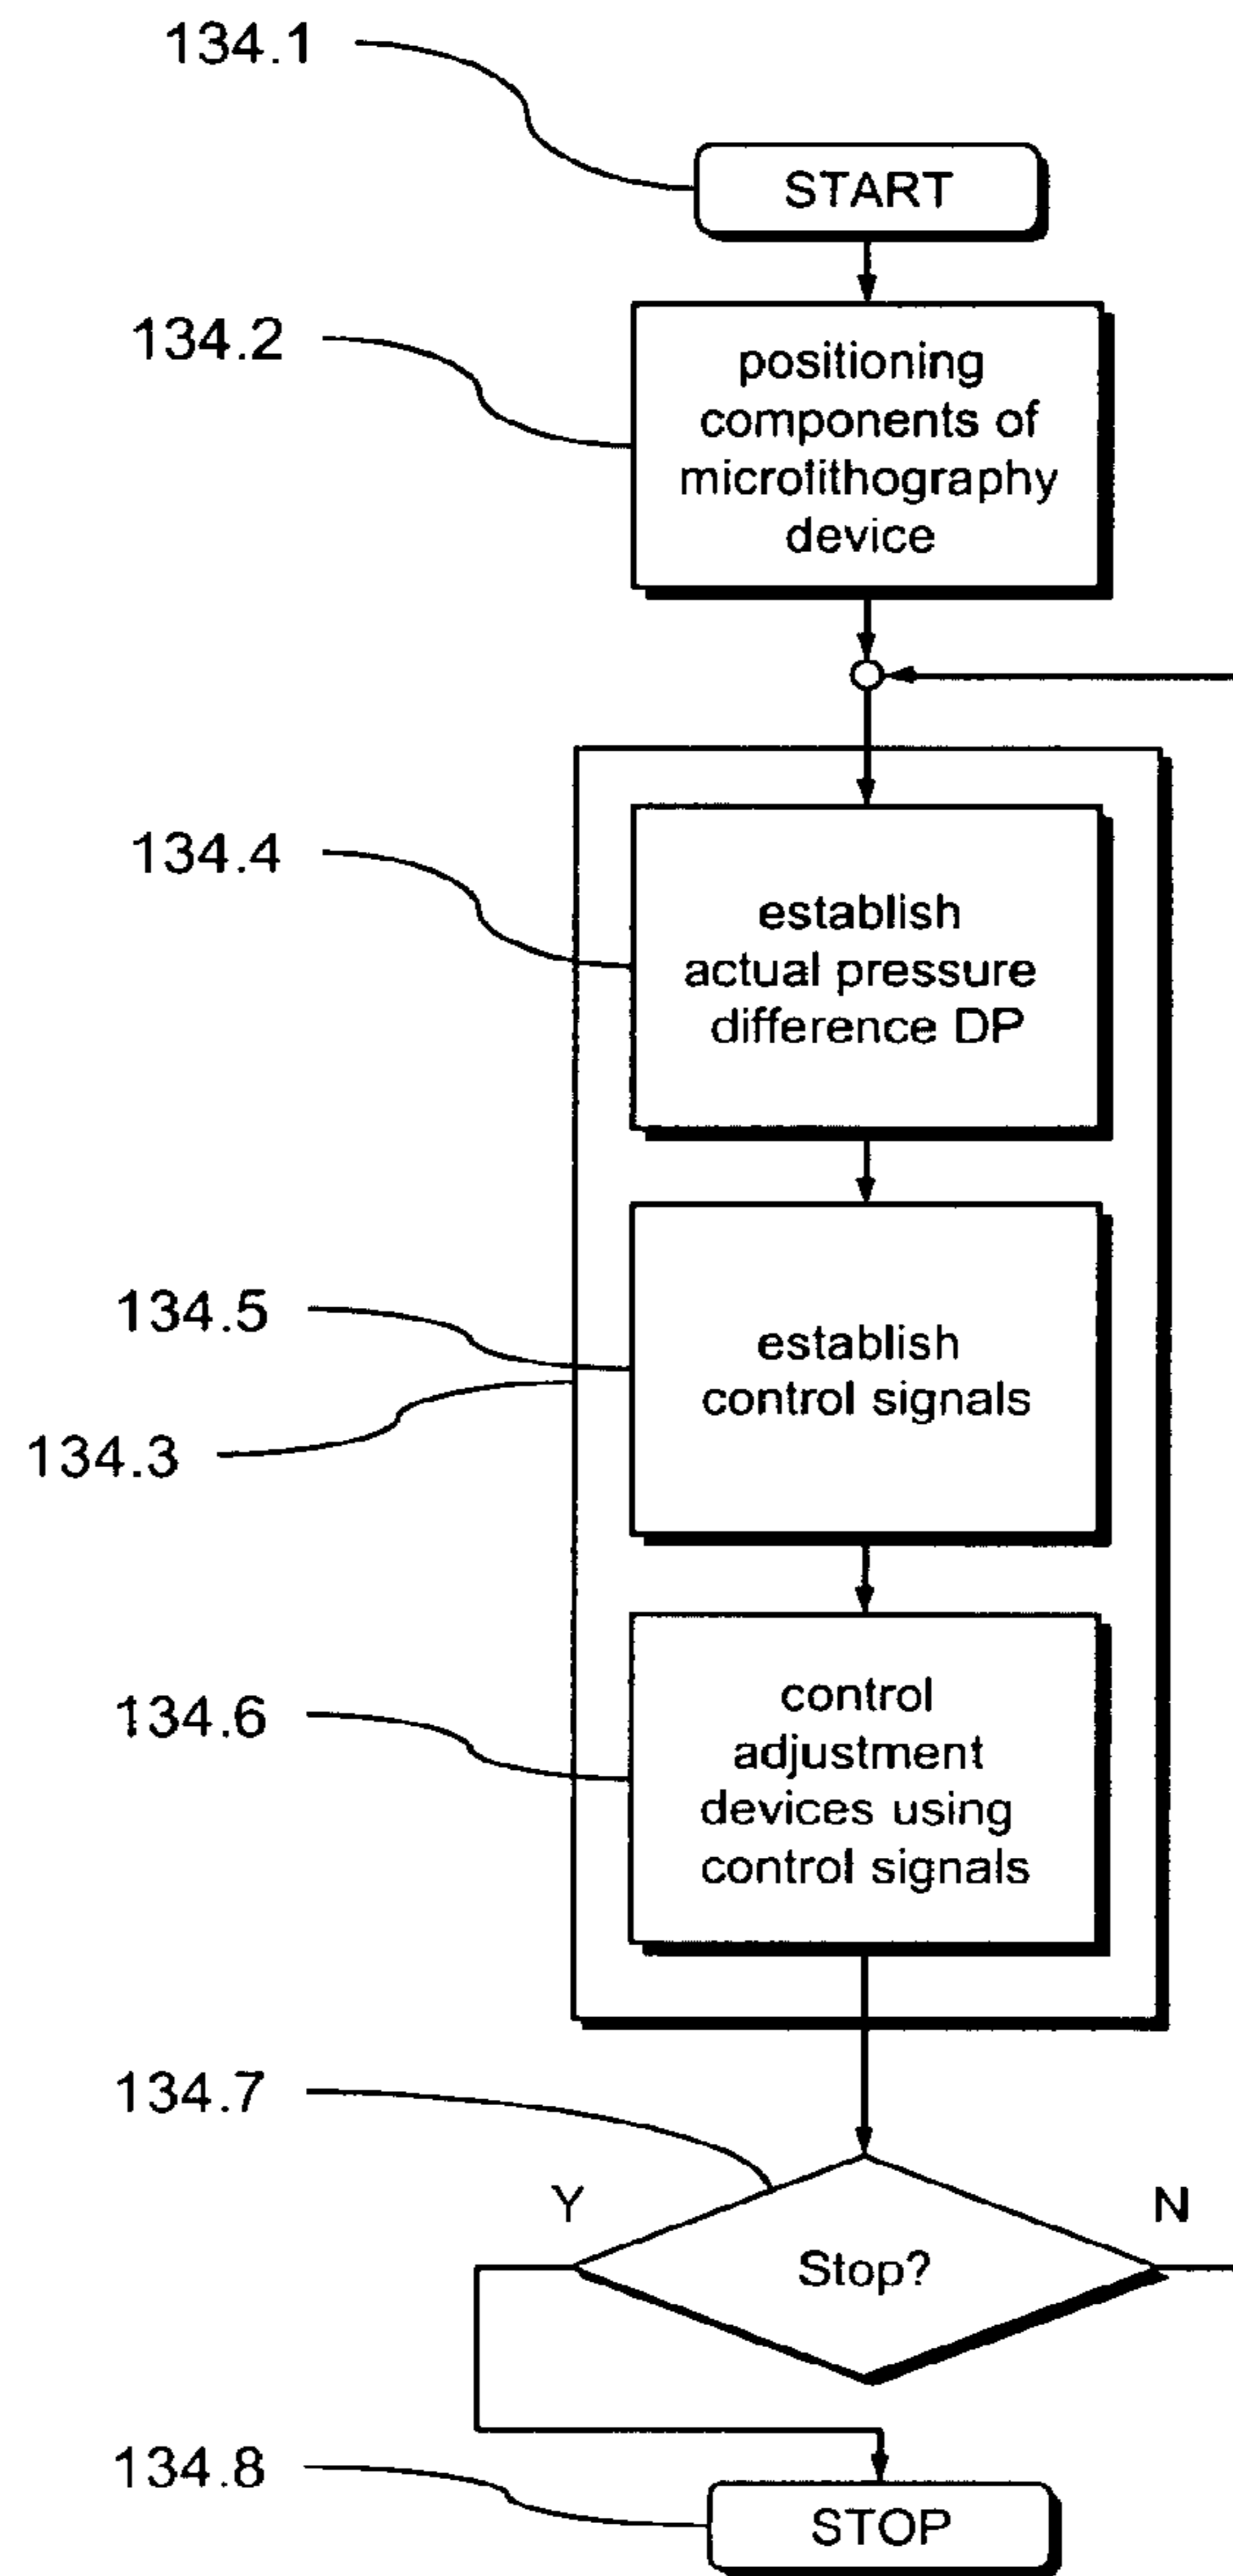 134.1
START
134.2
positioning
components of
microlithography
device
134.4
establish
actual pressure
difference DP
134.5
establish
control signals
134.3
134.6
control
adjustment
devices using
control signals
134.7
Y
N
Stop?
134.8
STOP